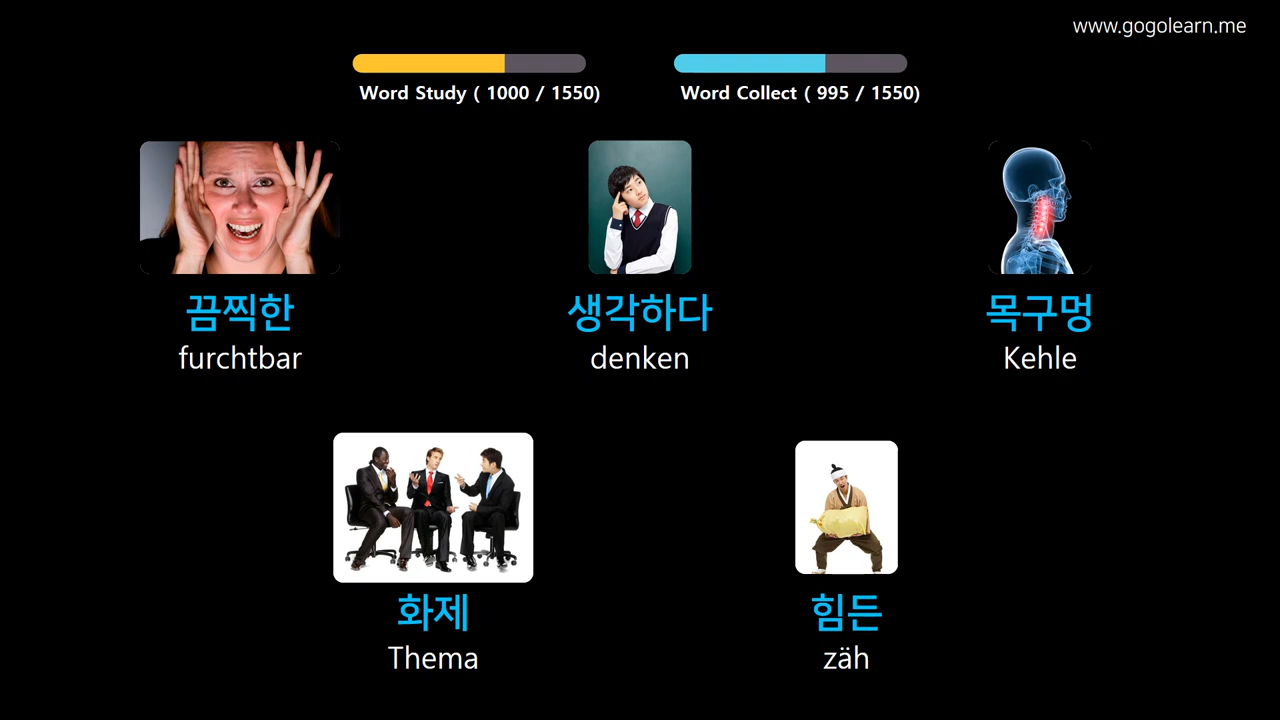 www.gogolearn.me
Word Study ( 1000 / 1550)
Word Collect ( 995 / 1550)
끔찍한
furchtbar
생각하다
denken
목구멍
Kehle
화제
Thema
힘든
zäh